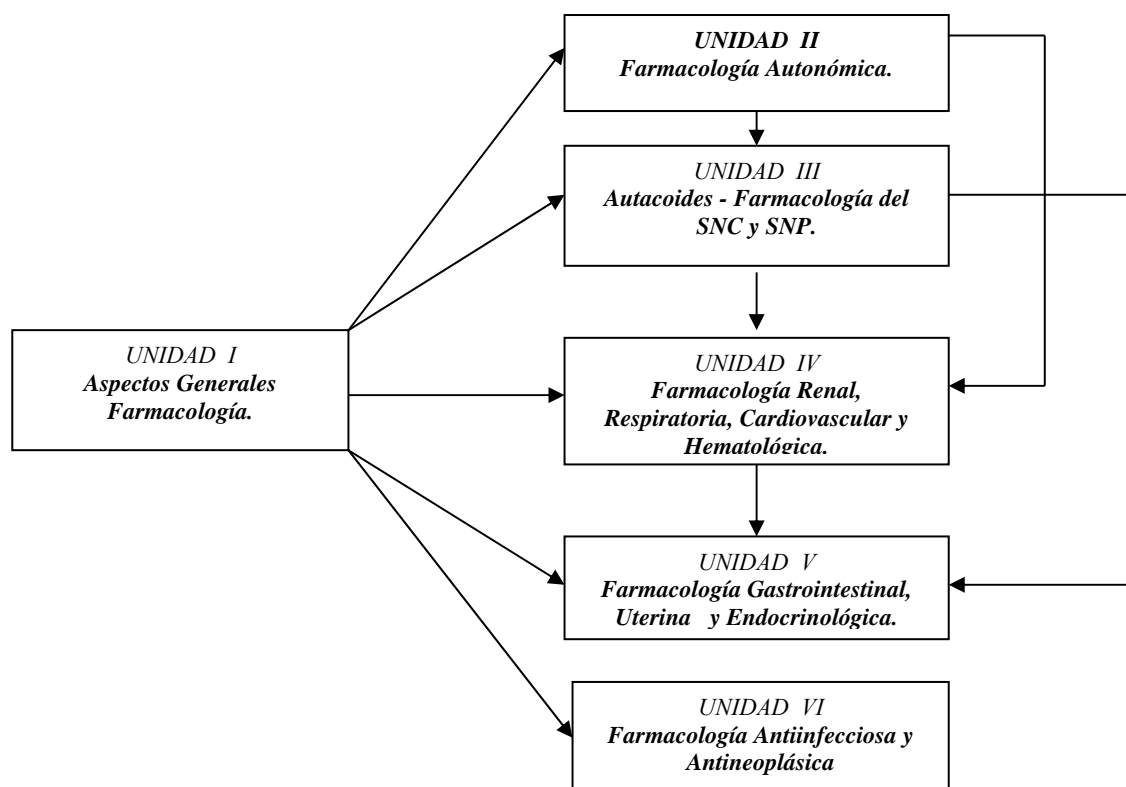 UNIDAD II
Farmacología Autonómica.
UNIDAD III
Autacoides - Farmacología del
SNC y SNP.
UNIDAD I
Aspectos Generales
Farmacología.
UNIDAD IV
Farmacología Renal,
Respiratoria, Cardiovascular y
Hematológica.
UNIDAD V
Farmacología Gastrointestinal,
Uterina y Endocrinológica.
UNIDAD VI
Farmacología Antiinfecciosa y
Antineoplásica